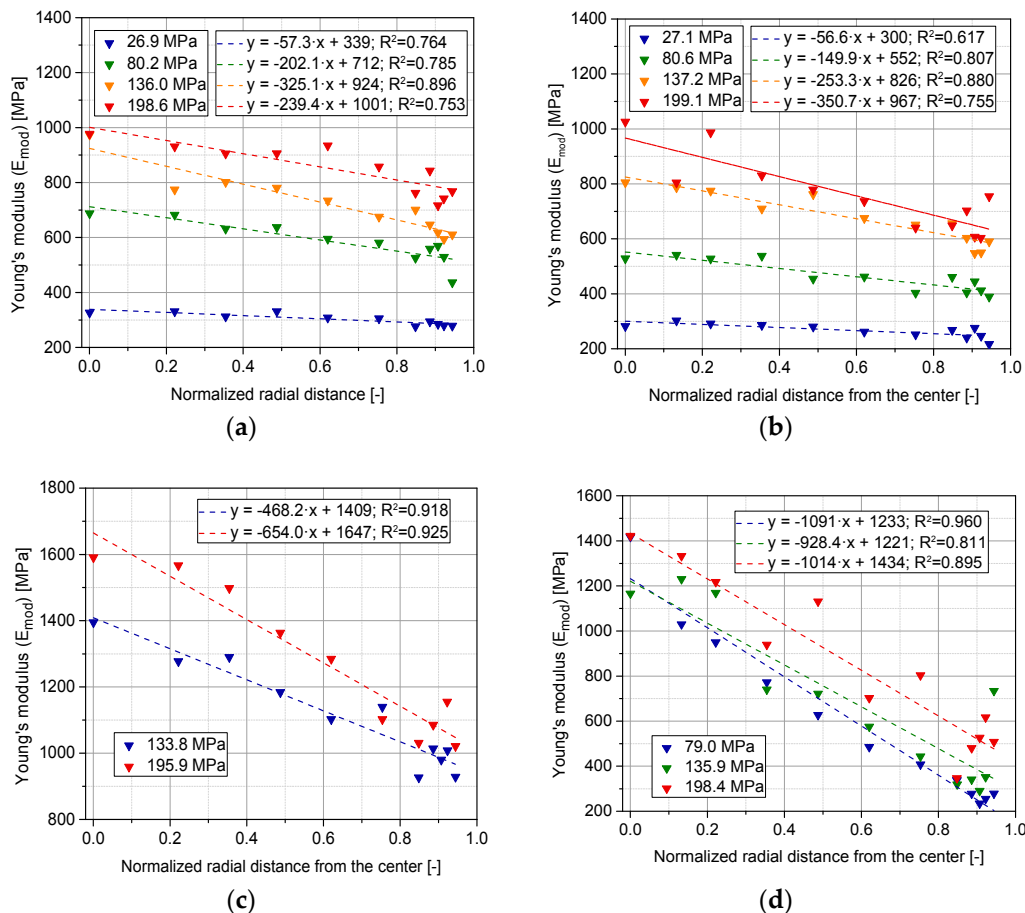 26.9 MPa
80.2 MPa
136.0 MPa
198.6 MPa
y = -57.3·x + 339; R²=0.764
y = -202.1·x + 712; R²=0.785
y = -325.1·x + 924; R²=0.896
y = -239.4·x + 1001; R²=0.753
Young's modulus (E_mod) [MPa]
1400
1200
1000
800
600
400
200
0.0 0.2 0.4 0.6 0.8 1.0
Normalized radial distance [-]
(a)
27.1 MPa
80.6 MPa
137.2 MPa
199.1 MPa
y = -56.6·x + 300; R²=0.617
y = -149.9·x + 552; R²=0.807
y = -253.3·x + 826; R²=0.880
y = -350.7·x + 967; R²=0.755
Young's modulus (E_mod) [MPa]
1400
1200
1000
800
600
400
200
0.0 0.2 0.4 0.6 0.8 1.0
Normalized radial distance from the center [-]
(b)
y = -468.2·x + 1409; R²=0.918
y = -654.0·x + 1647; R²=0.925
133.8 MPa
195.9 MPa
Young's modulus (E_mod) [MPa]
1800
1600
1400
1200
1000
800
0.0 0.2 0.4 0.6 0.8 1.0
Normalized radial distance from the center [-]
(c)
y = -1091·x + 1233; R²=0.960
y = -928.4·x + 1221; R²=0.811
y = -1014·x + 1434; R²=0.895
79.0 MPa
135.9 MPa
198.4 MPa
Young's modulus (E_mod) [MPa]
1600
1400
1200
1000
800
600
400
200
0.0 0.2 0.4 0.6 0.8 1.0
Normalized radial distance from the center [-]
(d)